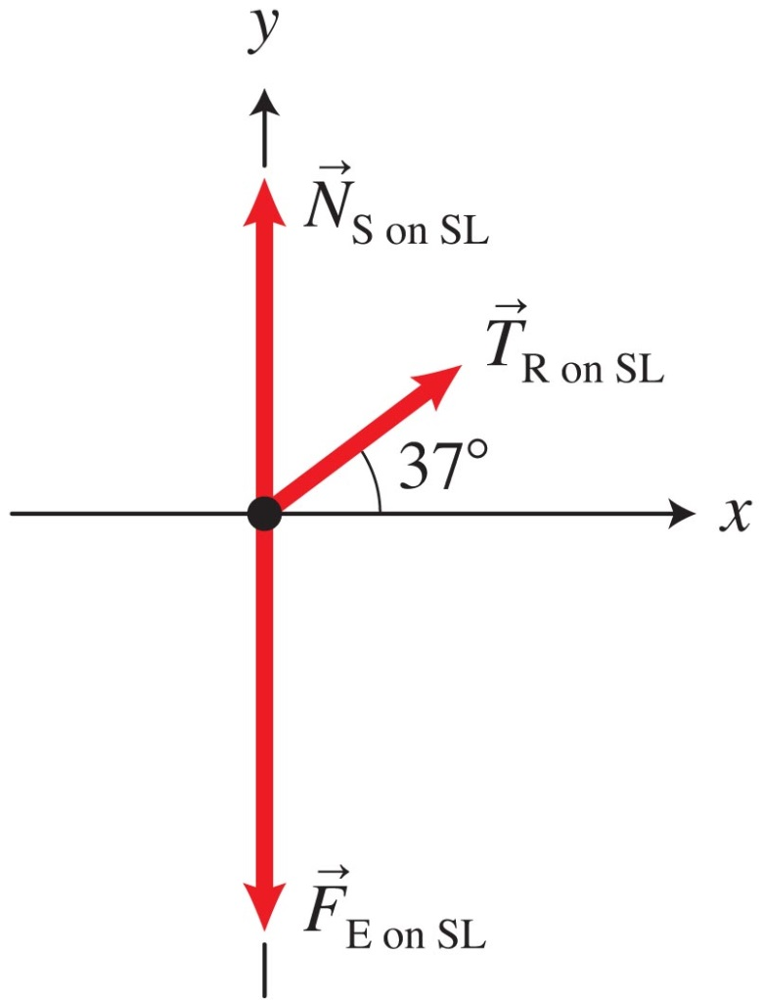 y
N⃗ S on SL
T⃗ R on SL
37°
x
F⃗ E on SL